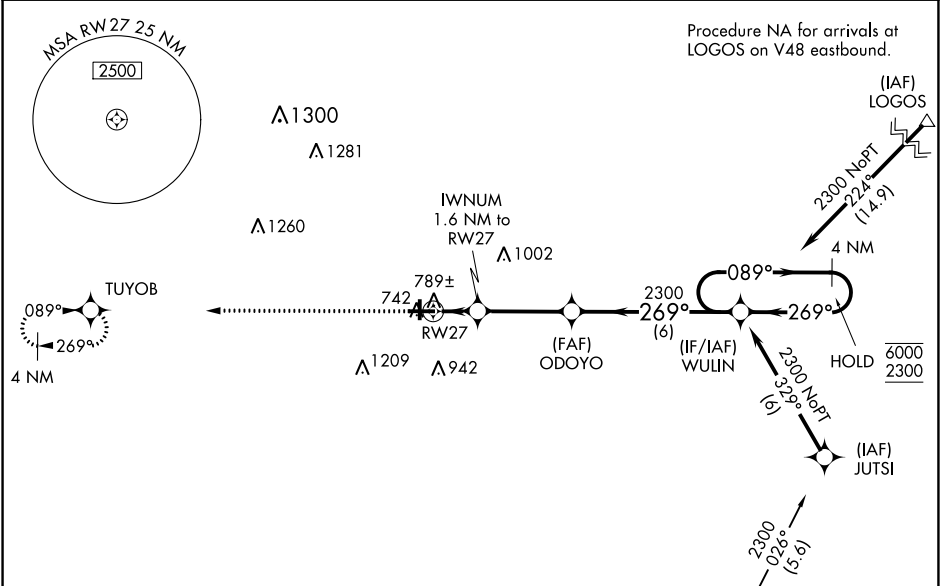 MSA RW27 25 NM
2500
Procedure NA for arrivals at
LOGOS on V48 eastbound.
(IAF)
LOGOS
1300
1281
2300 NoPT
224°
(14.9)
IWNUM
1.6 NM to
RW27
1260
1002
4 NM
089°
789±
742
TUYOB
089°
2300
269°
(6)
269°
RW27
269°
4 NM
(FAF)
ODOYO
(IF/IAF)
WULIN
HOLD
6000
2300
1209
942
2300 NoPT
329°
(6)
(IAF)
JUTSI
2300
026°
(5.6)